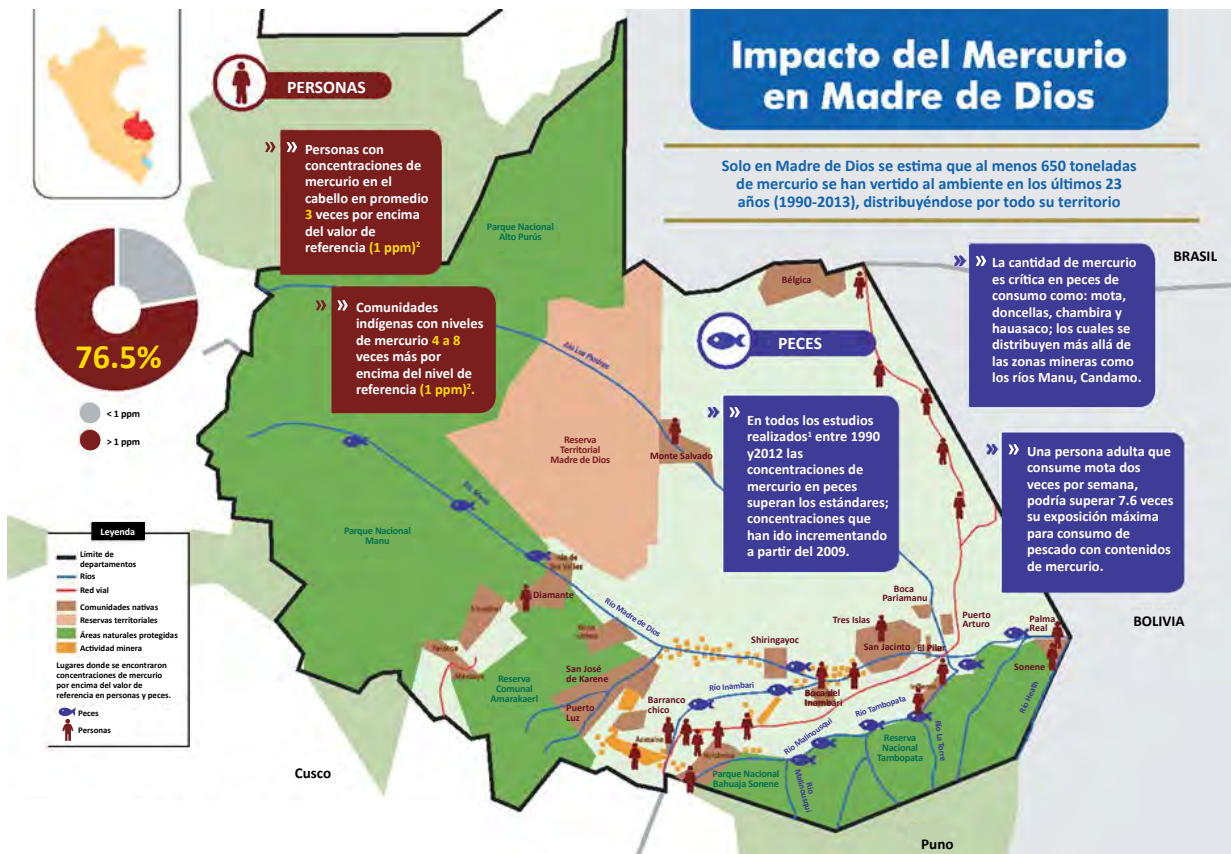 Impacto del Mercurio
en Madre de Dios
Solo en Madre de Dios se estima que al menos 650 toneladas
de mercurio se han vertido al ambiente en los últimos 23
años (1990-2013), distribuyéndose por todo su territorio
PERSONAS
» » Personas con
concentraciones de
mercurio en el
cabello en promedio
3 veces por encima
del valor de
referencia (1 ppm)²
» » Comunidades
indígenas con niveles
de mercurio 4 a 8
veces más por
encima del nivel de
referencia (1 ppm)².
76.5%
< 1 ppm
> 1 ppm
PECES
» » La cantidad de mercurio
es crítica en peces de
consumo como: mota,
doncellas, chambira y
hauasaco; los cuales se
distribuyen más allá de
las zonas mineras como
los ríos Manu, Candamo.
» » En todos los estudios
realizados¹ entre 1990
y2012 las
concentraciones de
mercurio en peces
superan los estándares;
concentraciones que
han ido incrementando
a partir del 2009.
» » Una persona adulta que
consume mota dos
veces por semana,
podría superar 7.6 veces
su exposición máxima
para consumo de
pescado con contenidos
de mercurio.
Leyenda
Límite de
departamentos
Ríos
Red vial
Comunidades nativas
Reservas territoriales
Áreas naturales protegidas
Actividad minera
Lugares donde se encontraron
concentraciones de mercurio
por encima del valor de
referencia en personas y peces.
Peces
Personas
BRASIL
BOLIVIA
Cusco
Puno
Parque Nacional
Alto Purús
Bélgica
Río Las Piedras
Reserva
Territorial
Madre de Dios
Monte Salvado
Río Manu
Parque Nacional
Manu
Diamante
Río Madre de Dios
Boca
Pariamanu
Puerto
Arturo
Palma
Real
Tres Islas
Shiringayoc
San Jacinto
El Pilar
Sonene
San José
de Karene
Reserva
Comunal
Amarakaerl
Puerto
Luz
Barranco
chico
Río Inambari
Boca del
Inambari
Río Tambopata
Río Malinousqui
Río La Torre
Río Heath
Reserva
Nacional
Tambopata
Parque Nacional
Bahuaja Sonene
Río
Malinousqui